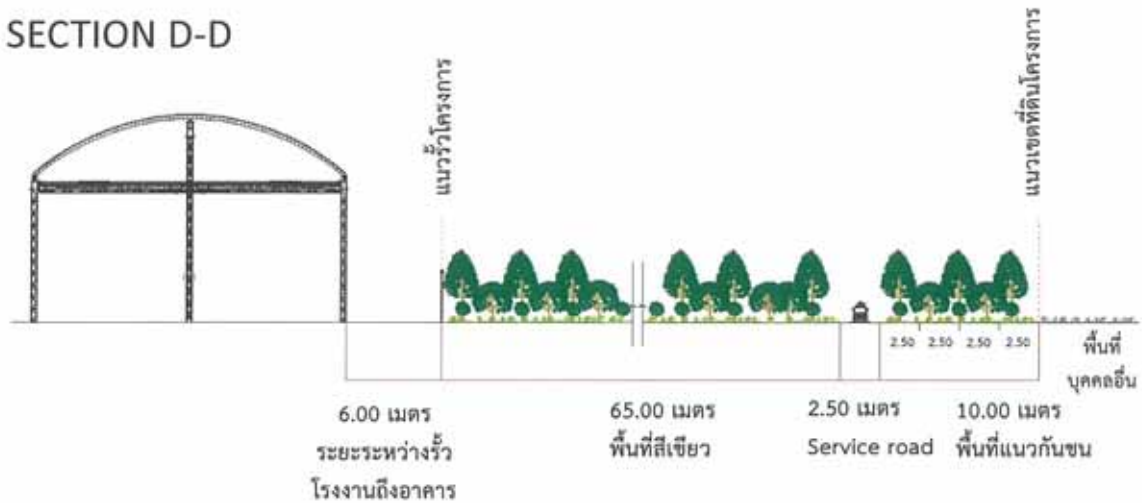 SECTION D-D
แนวรั้วโครงการ
แนวเขตที่ดินโครงการ
2.50 2.50 2.50 2.50
พื้นที่
บุคคลอื่น
6.00 เมตร
ระยะระหว่างรั้ว
โรงงานถึงอาคาร
65.00 เมตร
พื้นที่สีเขียว
2.50 เมตร
Service road
10.00 เมตร
พื้นที่แนวกันชน